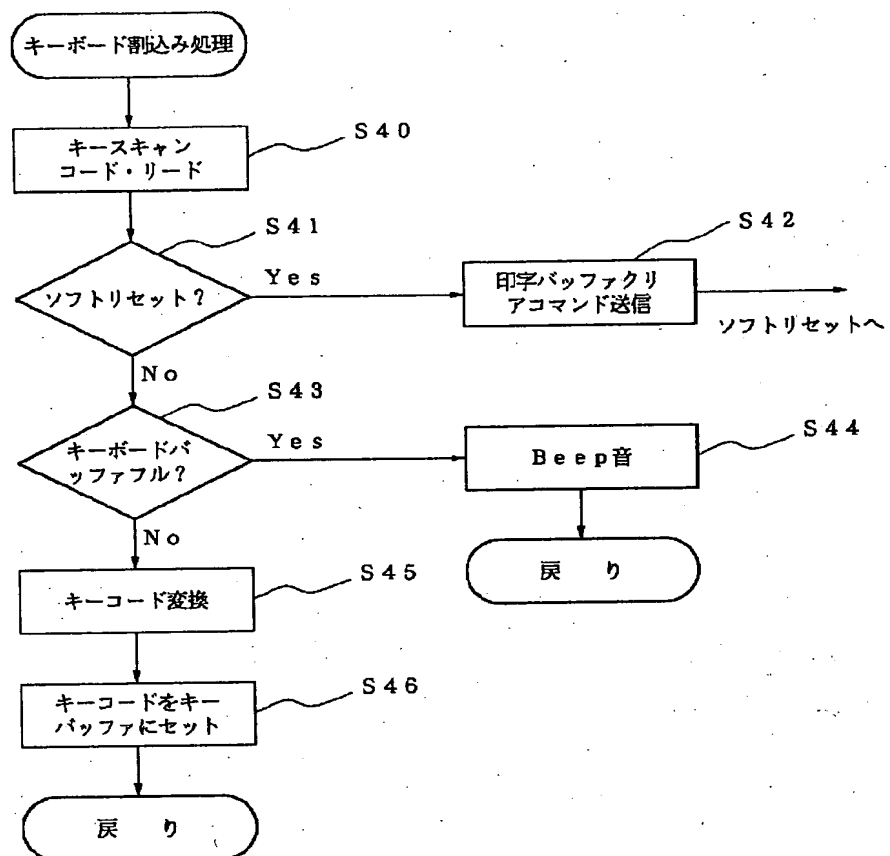 キーボード割込み処理
S40
キースキャン
コード・リード
S41
S42
ソフトリセット?
Yes
印字バッファクリ
アコマンド送信
ソフトリセットへ
No
S43
キーボードバ
ッファフル?
Yes
S44
Beep音
No
戻 り
S45
キーコード変換
S46
キーコードをキー
バッファにセット
戻 り